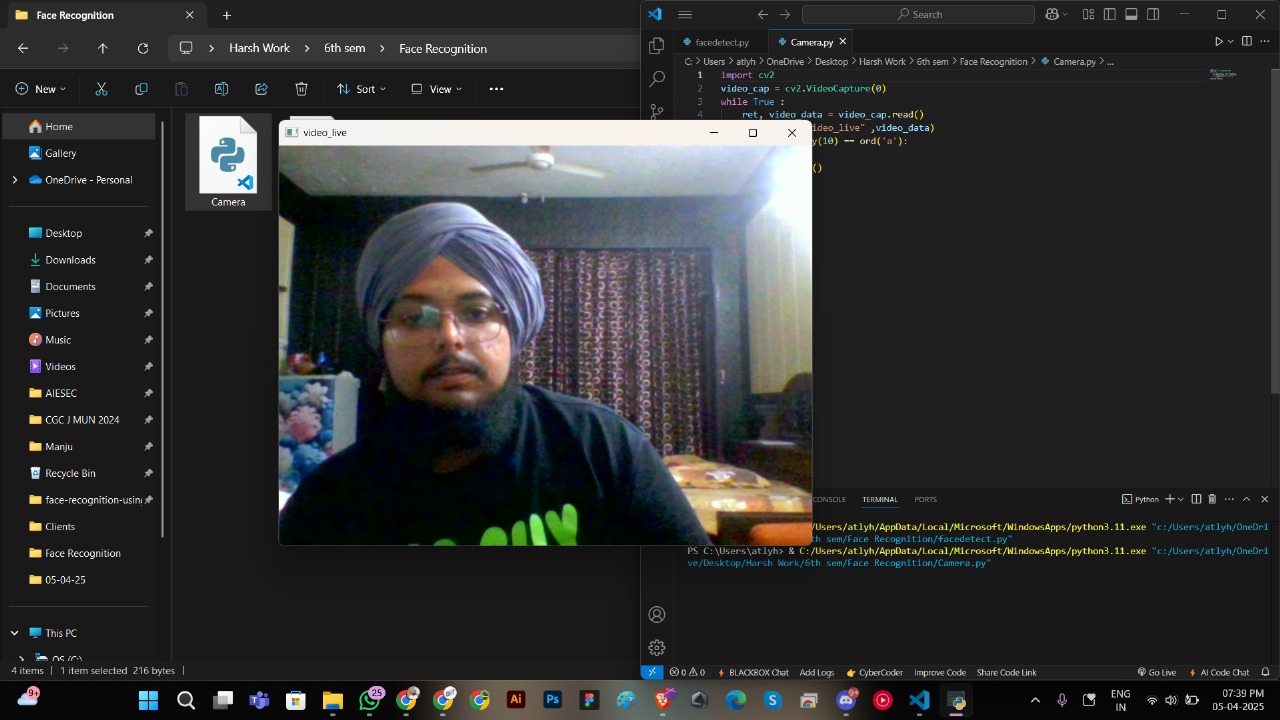 Face Recognition
Harsh Work
6th sem
Face Recognition
New
Sort
View
Home
Gallery
OneDrive - Personal
Desktop
Downloads
Documents
Pictures
Music
Videos
AIESEC
CGC J MUN 2024
Manju
Recycle Bin
face-recognition-using
Clients
Face Recognition
05-04-25
This PC
OS (C:)
4 items
1 item selected 216 bytes
Camera
video_live
Search
facedetect.py
Camera.py
C: > Users > atlyh > OneDrive > Desktop > Harsh Work > 6th sem > Face Recognition > Camera.py > ...
1 import cv2
2 video_cap = cv2.VideoCapture(0)
3 while True :
4 ret, video_data = video_cap.read()
ideo_live" ,video_data)
y(10) == ord('a'):
()
CONSOLE
TERMINAL
PORTS
Python
/Users/atlyh/AppData/Local/Microsoft/WindowsApps/python3.11.exe "c:/Users/atlyh/OneDri
th sem/Face Recognition/facedetect.py"
PS C:\Users\atlyh> & C:/Users/atlyh/AppData/Local/Microsoft/WindowsApps/python3.11.exe "c:/Users/atlyh/OneDri
ve/Desktop/Harsh Work/6th sem/Face Recognition/Camera.py"
0 0
BLACKBOX Chat
Add Logs
CyberCoder
Improve Code
Share Code Link
Go Live
AI Code Chat
9+
25
Ai
Ps
ENG
IN
07:39 PM
05-04-2025